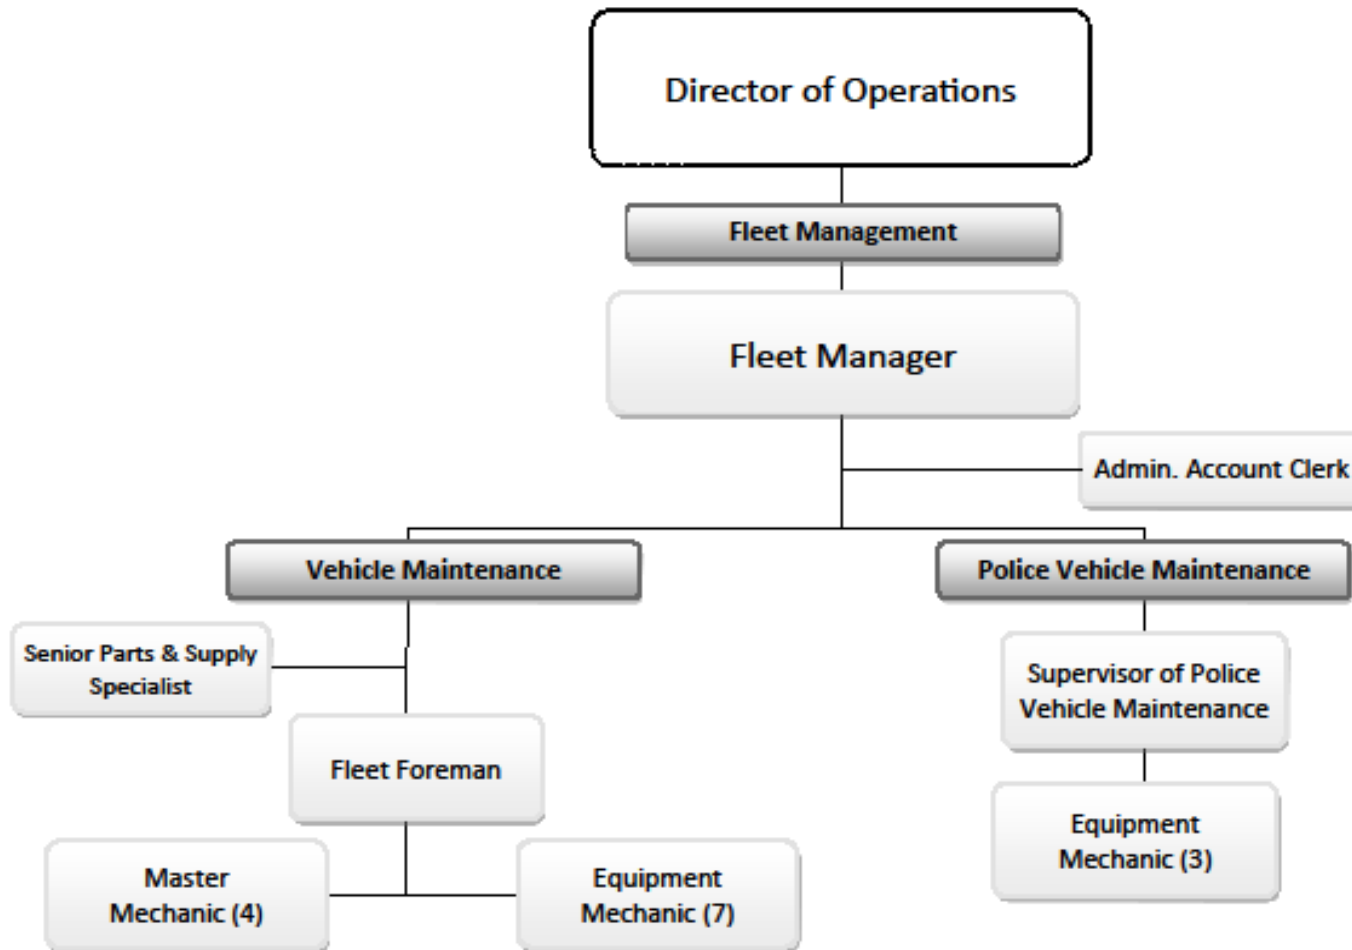 Director of Operations
Fleet Management
Fleet Manager
Admin. Account Clerk
Vehicle Maintenance
Police Vehicle Maintenance
Senior Parts & Supply
Specialist
Supervisor of Police
Vehicle Maintenance
Fleet Foreman
Equipment
Mechanic (3)
Master
Mechanic (4)
Equipment
Mechanic (7)